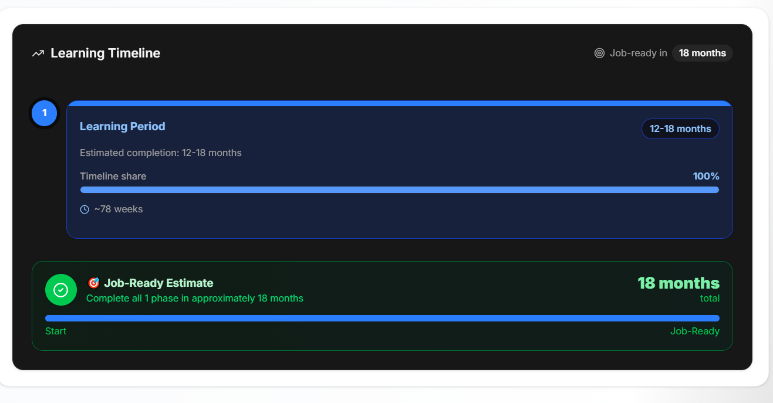 Learning Timeline
Job-ready in 18 months
1
Learning Period
12-18 months
Estimated completion: 12-18 months
Timeline share
100%
~78 weeks
🎯 Job-Ready Estimate
18 months
Complete all 1 phase in approximately 18 months
total
Start
Job-Ready